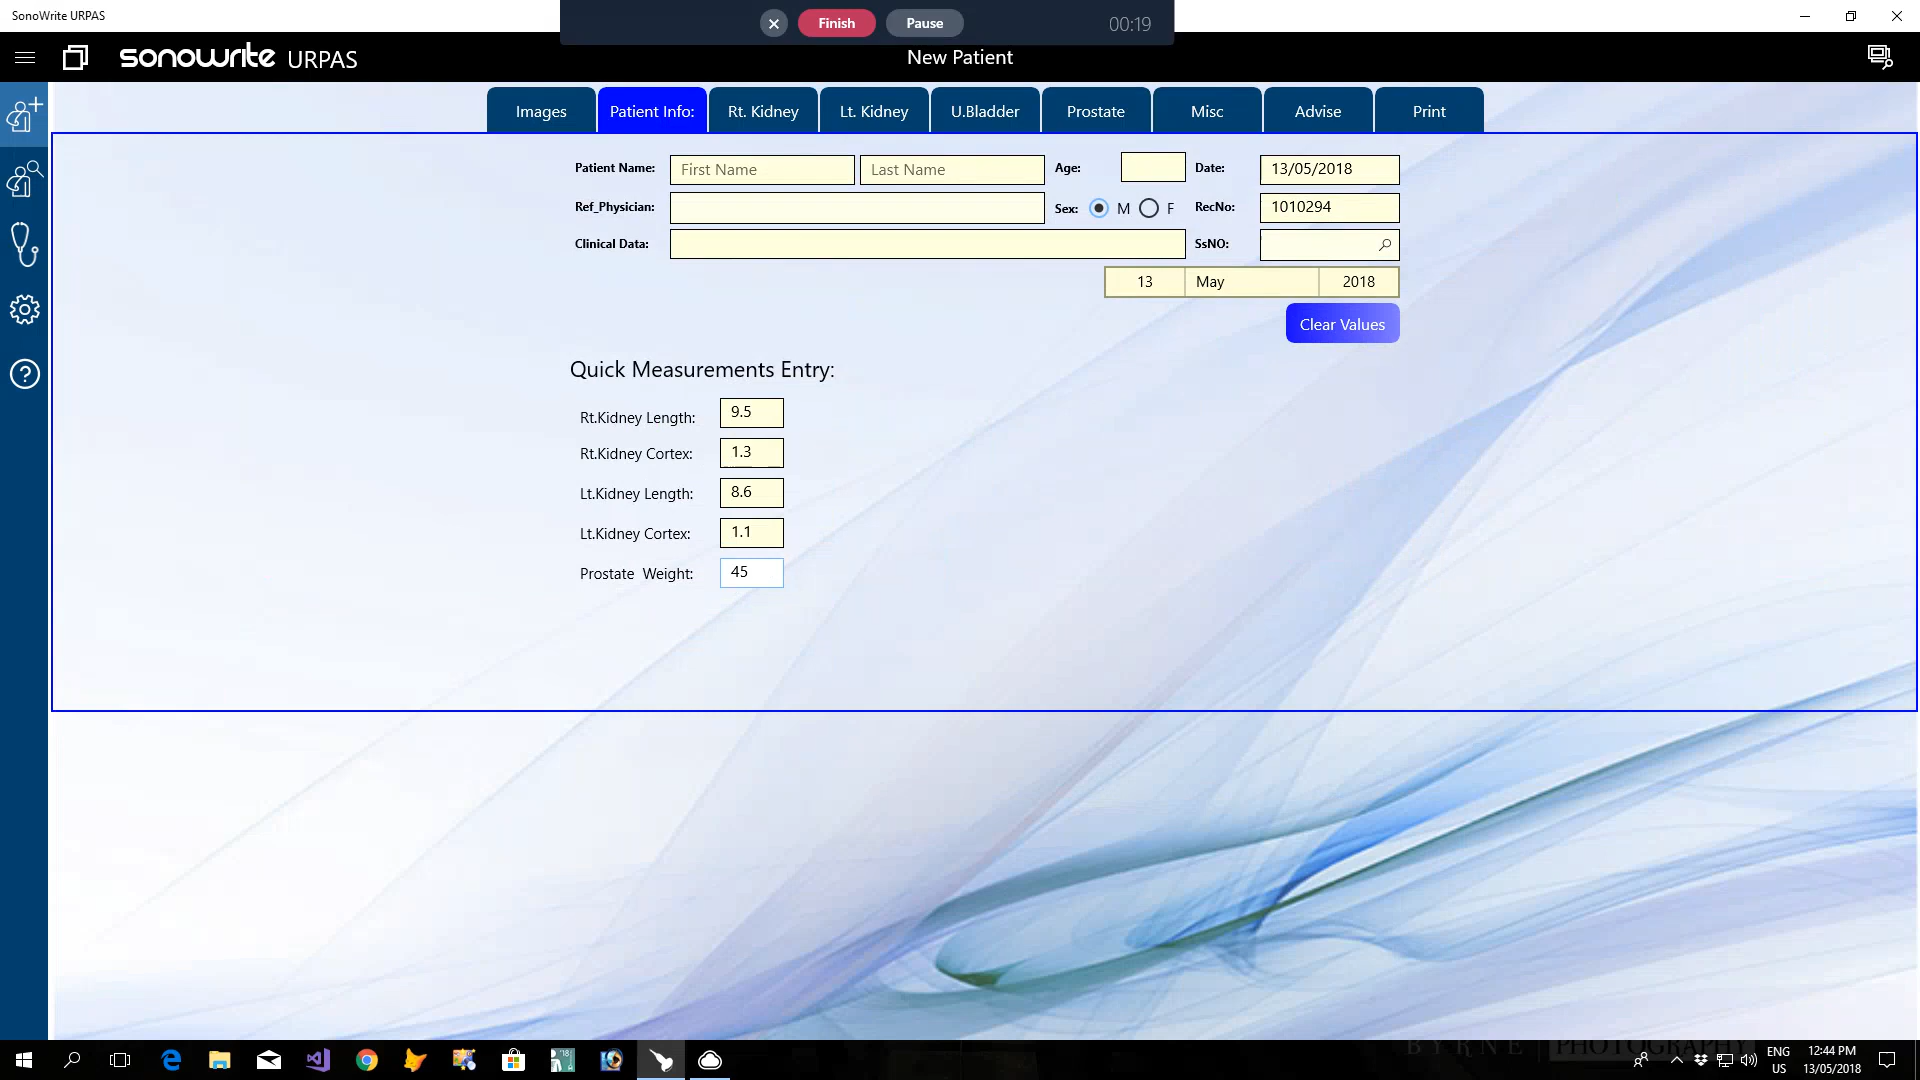 SonoWrite URPAS
Finish
Pause
00:19
sonowrite URPAS
New Patient
Images
Patient Info:
Rt. Kidney
Lt. Kidney
U.Bladder
Prostate
Misc
Advise
Print
Patient Name:
First Name
Last Name
Age:
Date:
13/05/2018
Ref_Physician:
Sex:
M
F
RecNo:
1010294
Clinical Data:
SsNO:
13
May
2018
Clear Values
Quick Measurements Entry:
Rt.Kidney Length:
9.5
Rt.Kidney Cortex:
1.3
Lt.Kidney Length:
8.6
Lt.Kidney Cortex:
1.1
Prostate Weight:
45
BYRNE PHOTOGRAPHY
ENG
US
12:44 PM
13/05/2018